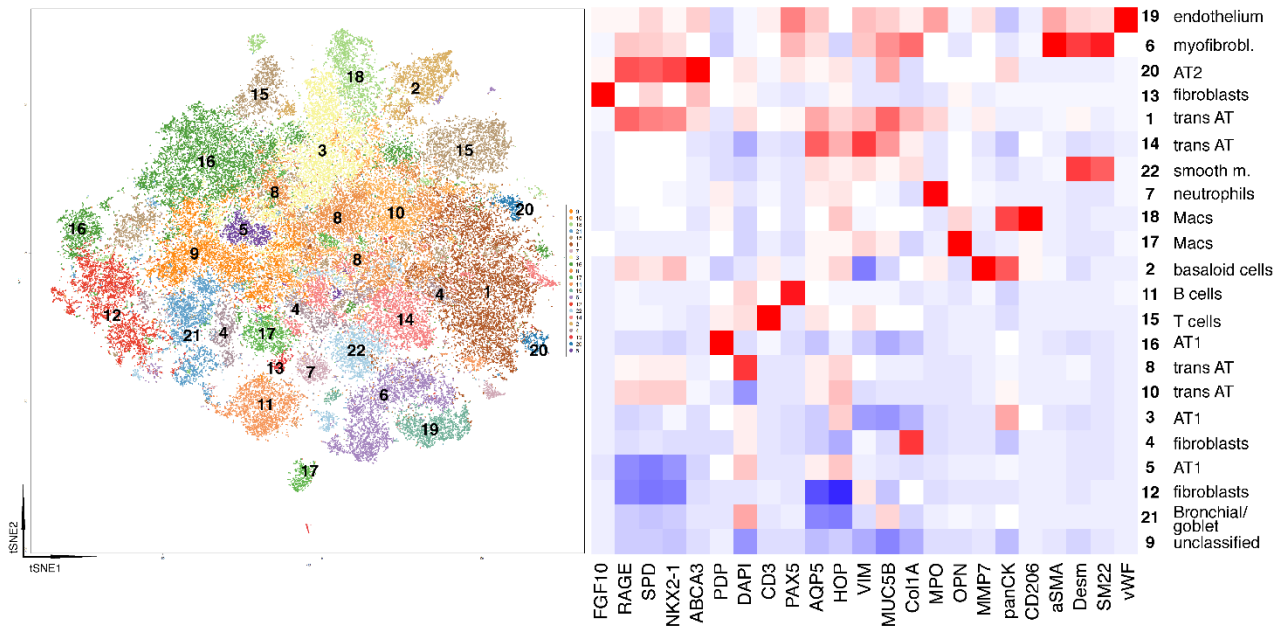 18
2
15
15
3
16
8
20
8
10
16
5
9
8
4
1
4
12
14
17
21
4
22
20
13
7
6
11
19
17
tSNE2
tSNE1
19 endothelium
6 myofibrobl.
20 AT2
13 fibroblasts
1 trans AT
14 trans AT
22 smooth m.
7 neutrophils
18 Macs
17 Macs
2 basaloid cells
11 B cells
15 T cells
16 AT1
8 trans AT
10 trans AT
3 AT1
4 fibroblasts
5 AT1
12 fibroblasts
21 Bronchial/
goblet
9 unclassified
FGF10
RAGE
SPD
NKX2-1
ABCA3
PDP
DAPI
CD3
PAX5
AQP5
HOP
VIM
MUC5B
Col1A
MPO
OPN
MMP7
panCK
CD206
aSMA
Desm
SM22
vWF